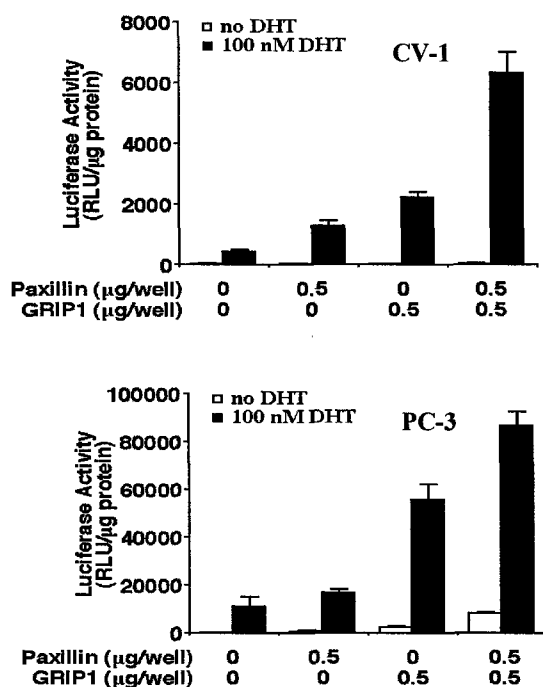 8000
6000
4000
2000
0
Luciferase Activity
(RLU/μg protein)
no DHT
100 nM DHT
CV-1
Paxillin (μg/well) 0 0.5 0 0.5
GRIP1 (μg/well) 0 0 0.5 0.5
100000
80000
60000
40000
20000
0
Luciferase Activity
(RLU/μg protein)
no DHT
100 nM DHT
PC-3
Paxillin (μg/well) 0 0.5 0 0.5
GRIP1 (μg/well) 0 0 0.5 0.5